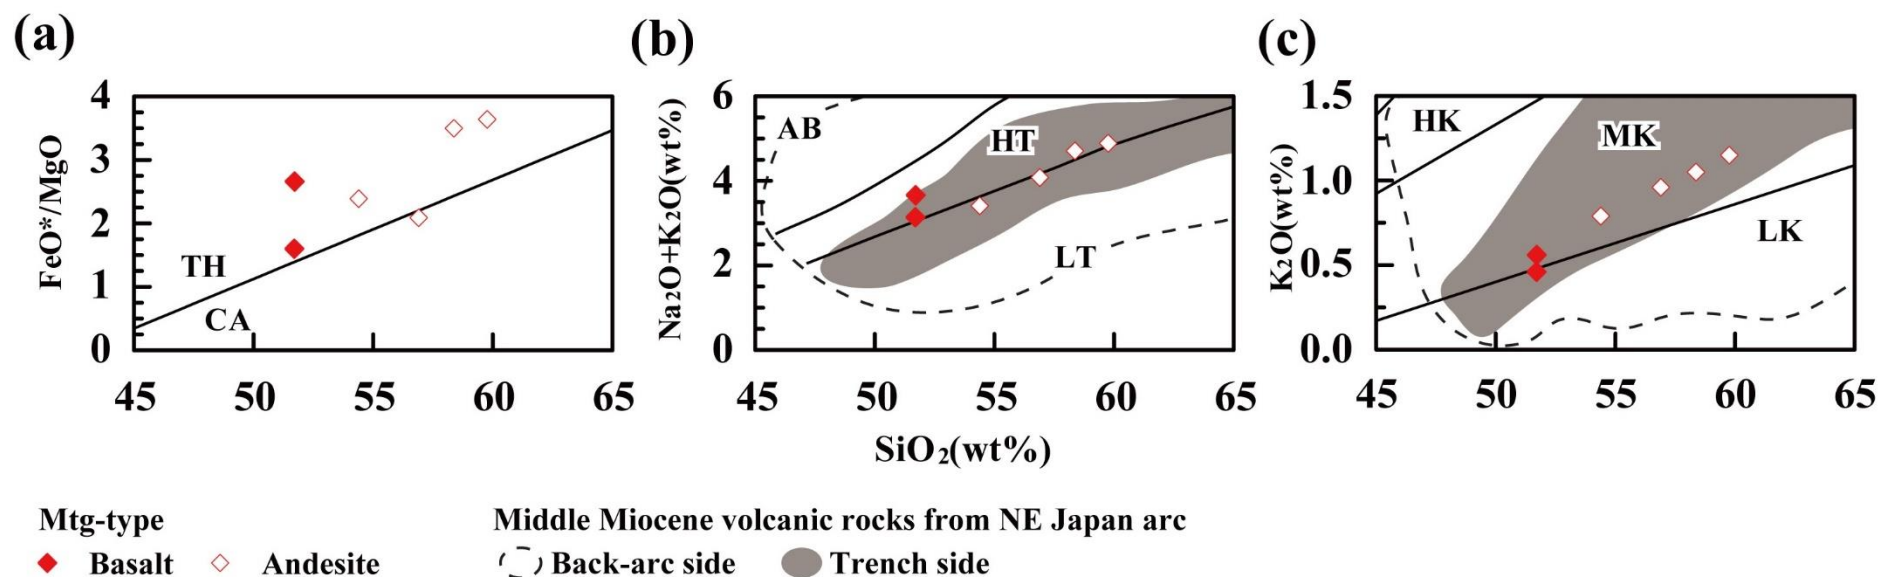 (a)
(b)
(c)
FeO*/MgO
4
3
2
1
0
TH
CA
45
50
55
60
65
Na₂O+K₂O(wt%)
6
4
2
0
AB
HT
LT
45
50
55
60
65
K₂O(wt%)
1.5
1.0
0.5
0.0
HK
MK
LK
45
50
55
60
65
SiO₂(wt%)
Mtg-type
Basalt
Andesite
Middle Miocene volcanic rocks from NE Japan arc
Back-arc side
Trench side